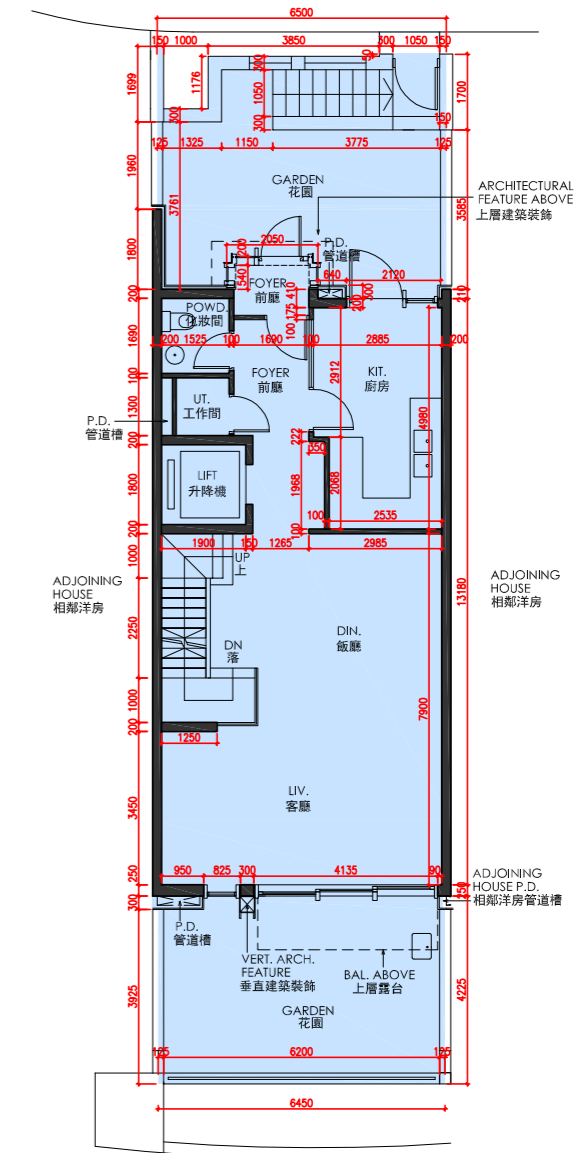 6500
150
1000
3850
300
1050
150
50
1699
1176
300
1050
300
300
1700
150
125
1325
1150
3775
125
1960
3761
3585
GARDEN
花園
ARCHITECTURAL
FEATURE ABOVE
上層建築裝飾
1800
2050
200
540
P.D.
管道槽
640
2120
FOYER
前廳
410
175
100
200
300
200
210
POWD.
化妝間
1690
200
1525
100
1690
100
2885
200
FOYER
前廳
2912
KIT.
廚房
100
1300
UT.
工作間
P.D.
管道槽
4980
200
222
350
LIFT
升降機
1800
1968
2068
100
2535
200
100
1900
150
1265
2985
1000
UP
上
ADJOINING
HOUSE
相鄰洋房
ADJOINING
HOUSE
相鄰洋房
13180
2250
DN
落
DIN.
飯廳
1000
7900
200
1250
LIV.
客廳
3450
950
825
300
4135
90
250
300
250
ADJOINING
HOUSE P.D.
相鄰洋房管道槽
P.D.
管道槽
VERT. ARCH.
FEATURE
垂直建築裝飾
BAL. ABOVE
上層露台
3925
4225
GARDEN
花園
125
6200
125
6450